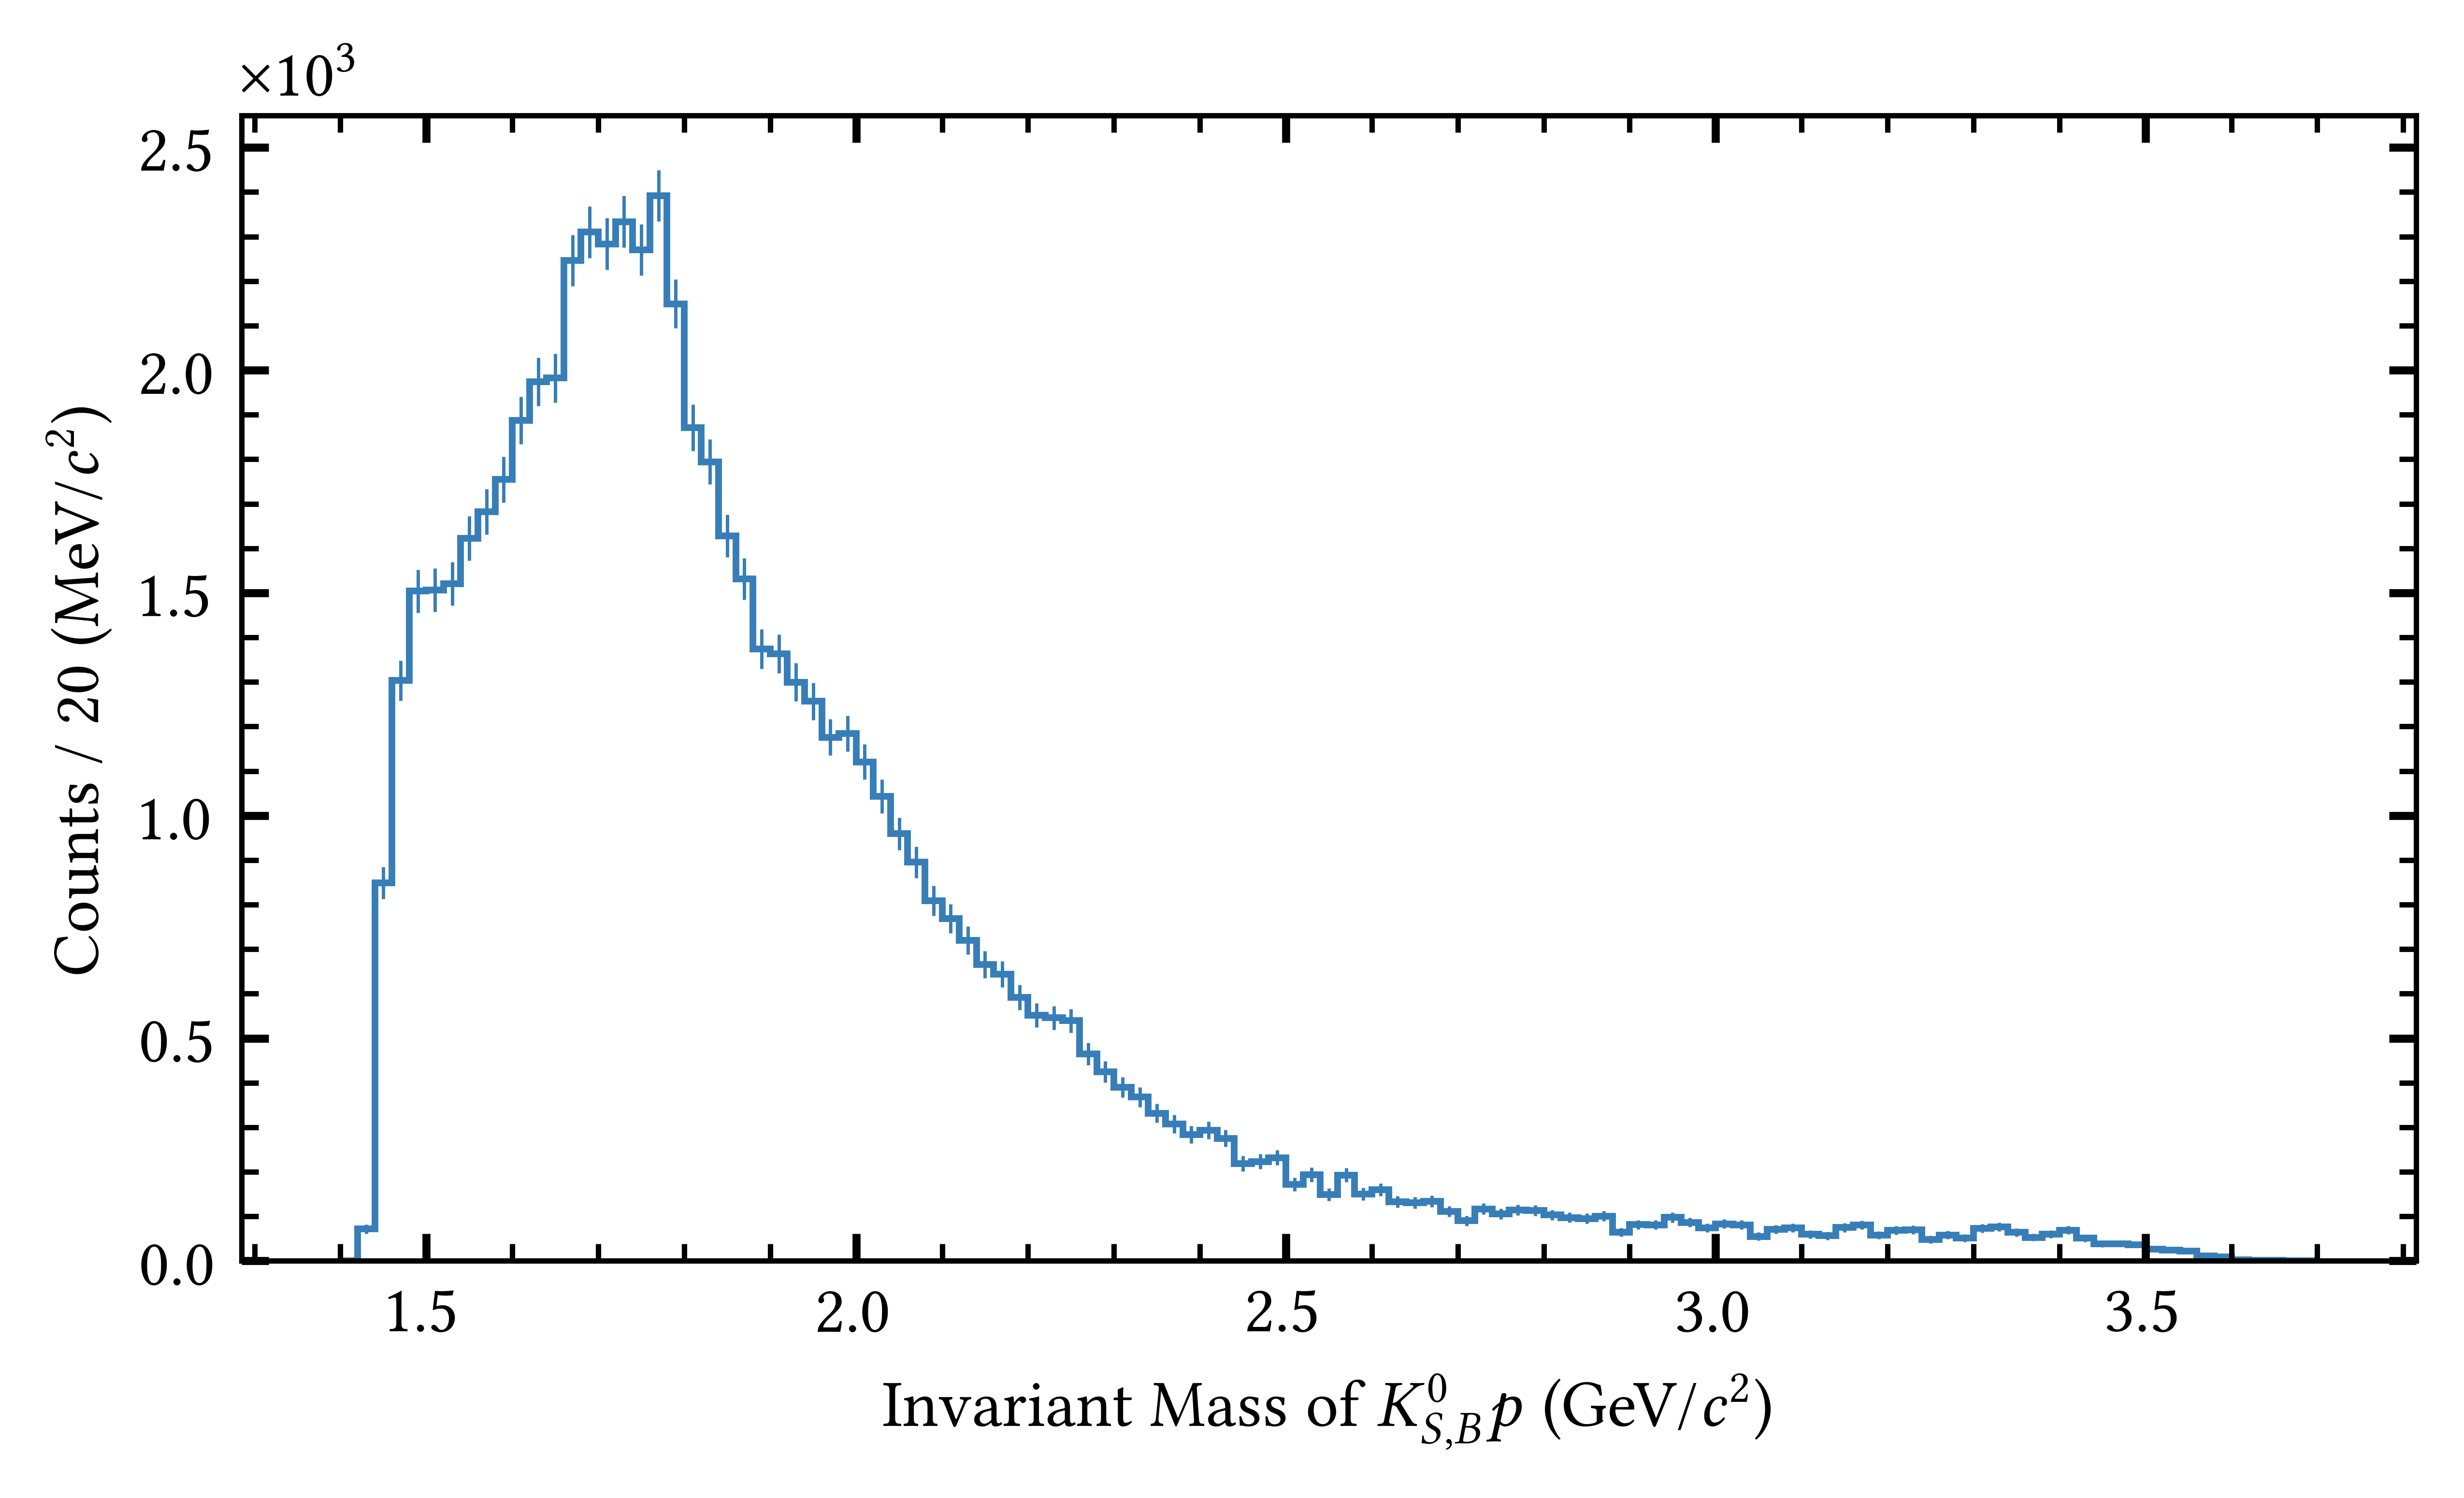 ×10³
2.5
2.0
1.5
1.0
0.5
0.0
Counts / 20 (MeV/c²)
1.5 2.0 2.5 3.0 3.5
Invariant Mass of K⁰_{S,B} p (GeV/c²)